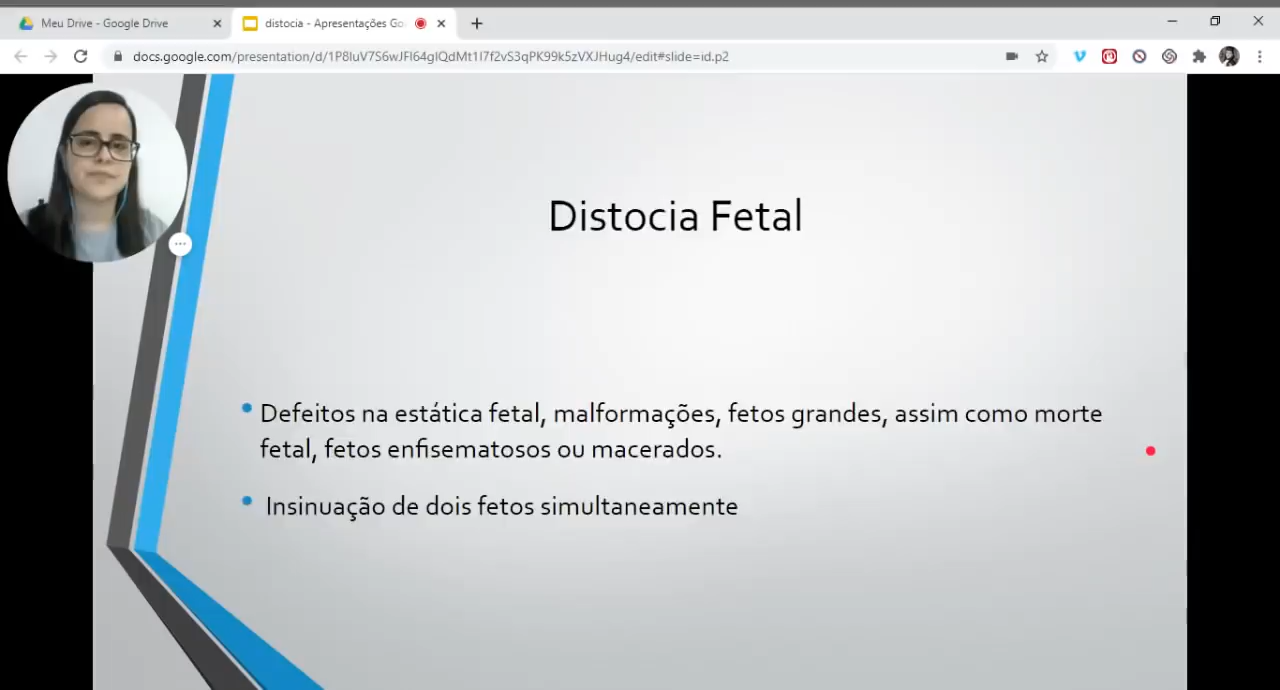 Meu Drive - Google Drive
distocia - Apresentações Go
docs.google.com/presentation/d/1P8IuV7S6wJFl64glQdMt1I7f2vS3qPK99k5zVXJHug4/edit#slide=id.p2
Distocia Fetal
Defeitos na estática fetal, malformações, fetos grandes, assim como morte
fetal, fetos enfisematosos ou macerados.
Insinuação de dois fetos simultaneamente